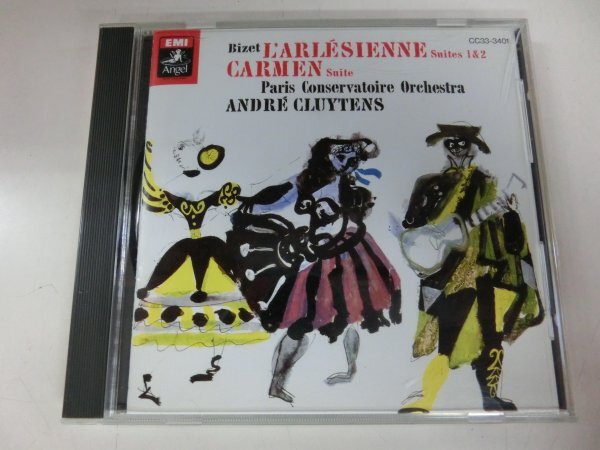 EMI
Angel
CC33-3401
Bizet L'ARLÉSIENNE Suites 1&2
CARMEN Suite
Paris Conservatoire Orchestra
ANDRÉ CLUYTENS